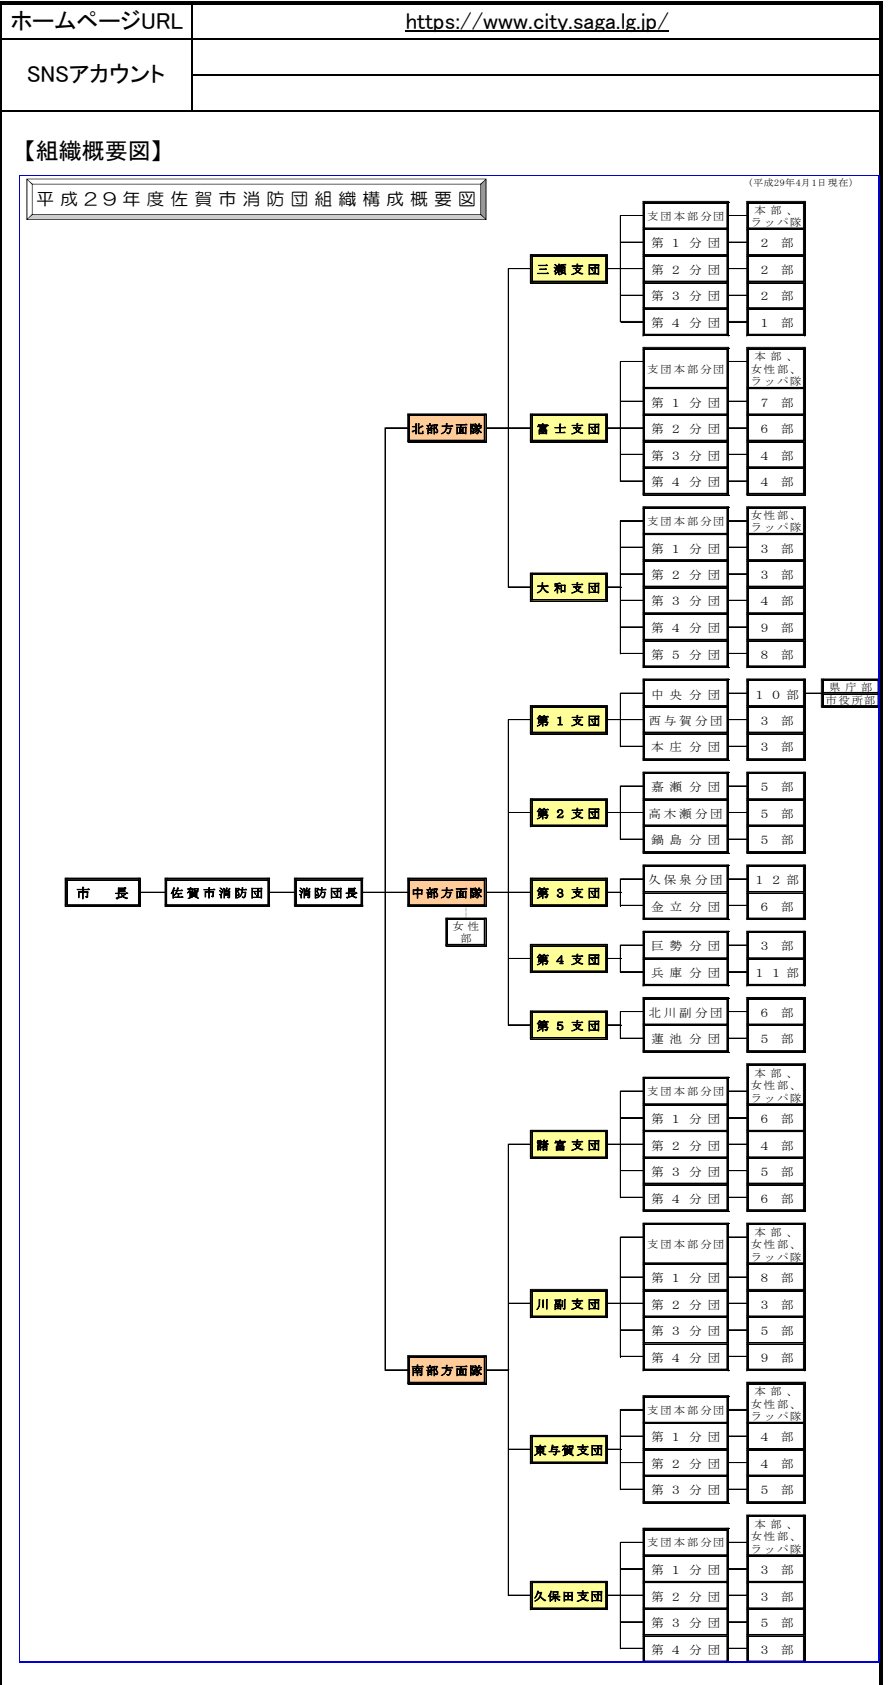 ホームページURL https://www.city.saga.lg.jp/
SNSアカウント
【組織概要図】
(平成29年4月1日現在)
平成29年度佐賀市消防団組織構成概要図
市長
佐賀市消防団
消防団長
北部方面隊
三瀬支団
支団本部分団 本部、
ラッパ隊
第1分団 2部
第2分団 2部
第3分団 2部
第4分団 1部
富士支団
支団本部分団 本部、
女性部、
ラッパ隊
第1分団 7部
第2分団 6部
第3分団 4部
第4分団 4部
大和支団
支団本部分団 女性部、
ラッパ隊
第1分団 3部
第2分団 3部
第3分団 4部
第4分団 9部
第5分団 8部
中部方面隊
女性
部
第1支団
中央分団 10部 県庁部
市役所部
西与賀分団 3部
本庄分団 3部
第2支団
嘉瀬分団 5部
高木瀬分団 5部
鍋島分団 5部
第3支団
久保泉分団 12部
金立分団 6部
第4支団
巨勢分団 3部
兵庫分団 11部
第5支団
北川副分団 6部
蓮池分団 5部
南部方面隊
諸富支団
支団本部分団 本部、
女性部、
ラッパ隊
第1分団 6部
第2分団 4部
第3分団 5部
第4分団 6部
川副支団
支団本部分団 本部、
女性部、
ラッパ隊
第1分団 8部
第2分団 3部
第3分団 5部
第4分団 9部
東与賀支団
支団本部分団 本部、
女性部、
ラッパ隊
第1分団 4部
第2分団 4部
第3分団 5部
久保田支団
支団本部分団 本部、
女性部、
ラッパ隊
第1分団 3部
第2分団 3部
第3分団 5部
第4分団 3部